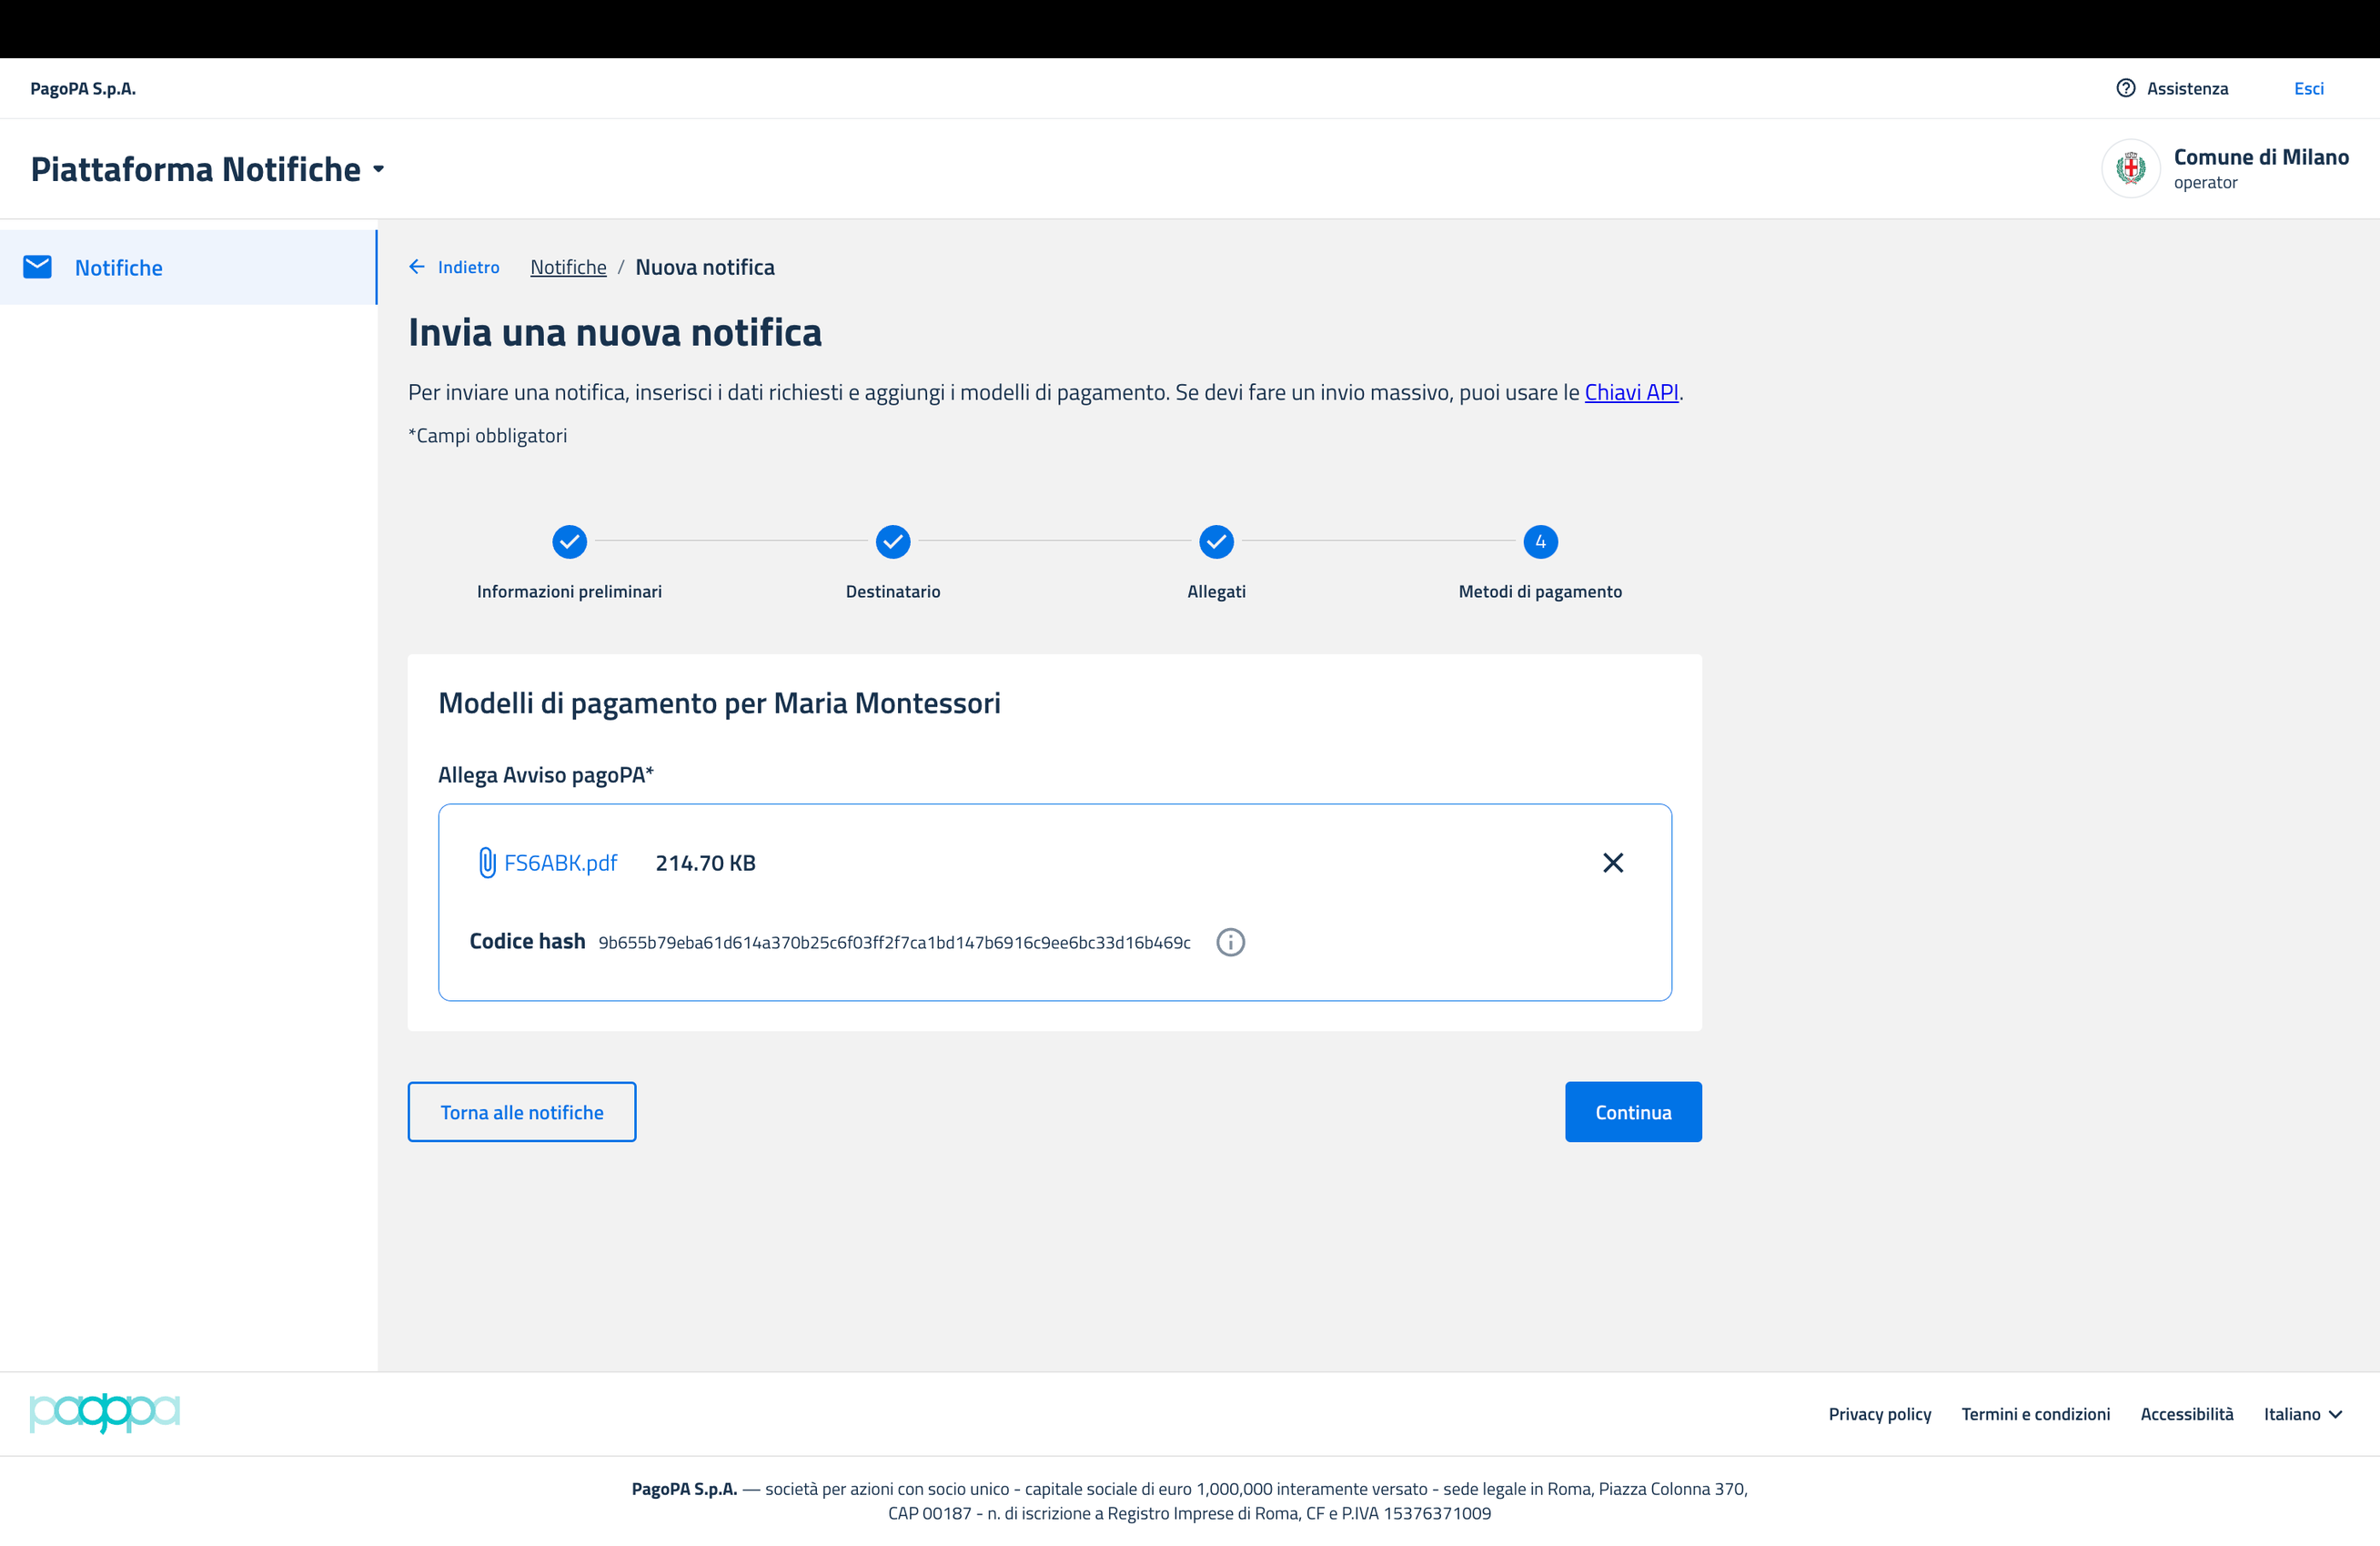 PagoPA S.p.A.
Assistenza
Esci
Piattaforma Notifiche
Comune di Milano
operator
Notifiche
Indietro
Notifiche / Nuova notifica
Invia una nuova notifica
Per inviare una notifica, inserisci i dati richiesti e aggiungi i modelli di pagamento. Se devi fare un invio massivo, puoi usare le Chiavi API.
*Campi obbligatori
4
Informazioni preliminari
Destinatario
Allegati
Metodi di pagamento
Modelli di pagamento per Maria Montessori
Allega Avviso pagoPA*
FS6ABK.pdf 214.70 KB
Codice hash 9b655b79eba61d614a370b25c6f03ff2f7ca1bd147b6916c9ee6bc33d16b469c
Torna alle notifiche
Continua
pagopa
Privacy policy
Termini e condizioni
Accessibilità
Italiano
PagoPA S.p.A. — società per azioni con socio unico - capitale sociale di euro 1,000,000 interamente versato - sede legale in Roma, Piazza Colonna 370,
CAP 00187 - n. di iscrizione a Registro Imprese di Roma, CF e P.IVA 15376371009